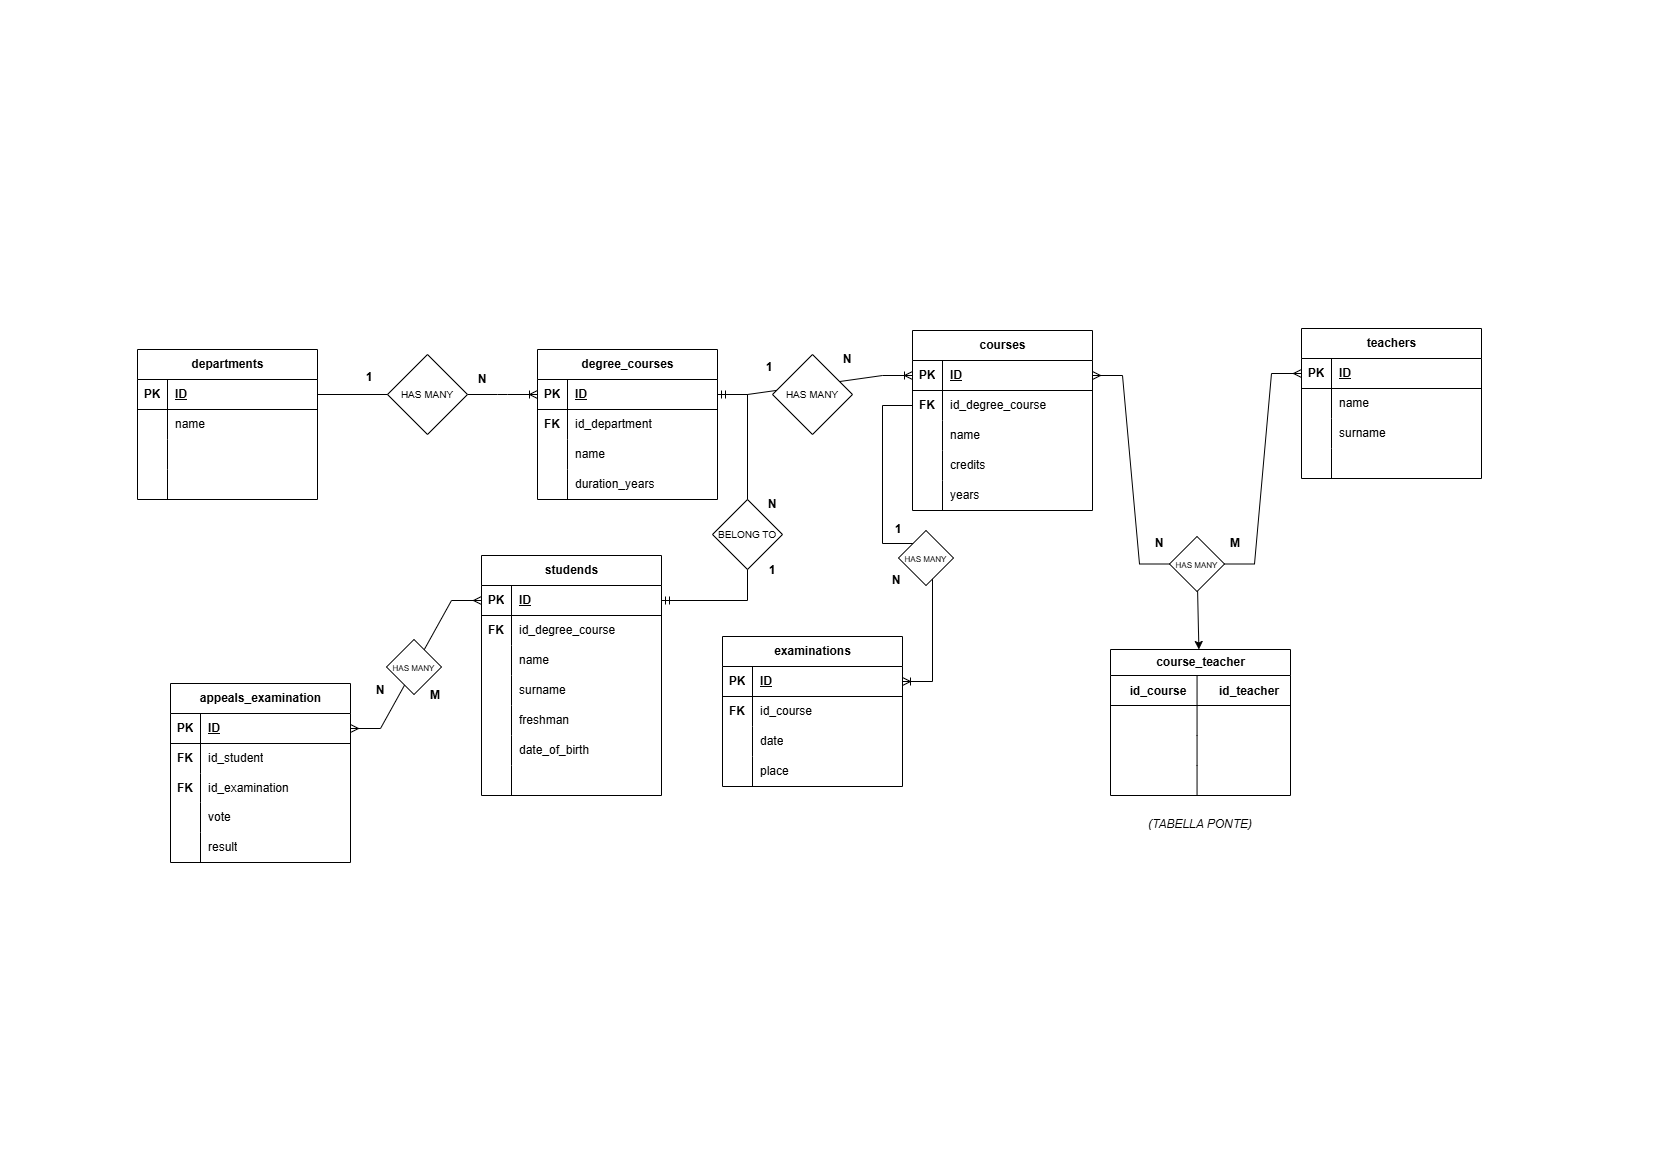 departments
PK ID
name
1
HAS MANY
N
degree_courses
PK ID
FK id_department
name
duration_years
1
HAS MANY
N
courses
PK ID
FK id_degree_course
name
credits
years
teachers
PK ID
name
surname
N
BELONG TO
1
1
HAS MANY
N
N
HAS MANY
M
studends
PK ID
FK id_degree_course
name
surname
freshman
date_of_birth
HAS MANY
N
M
appeals_examination
PK ID
FK id_student
FK id_examination
vote
result
examinations
PK ID
FK id_course
date
place
course_teacher
id_course id_teacher
(TABELLA PONTE)